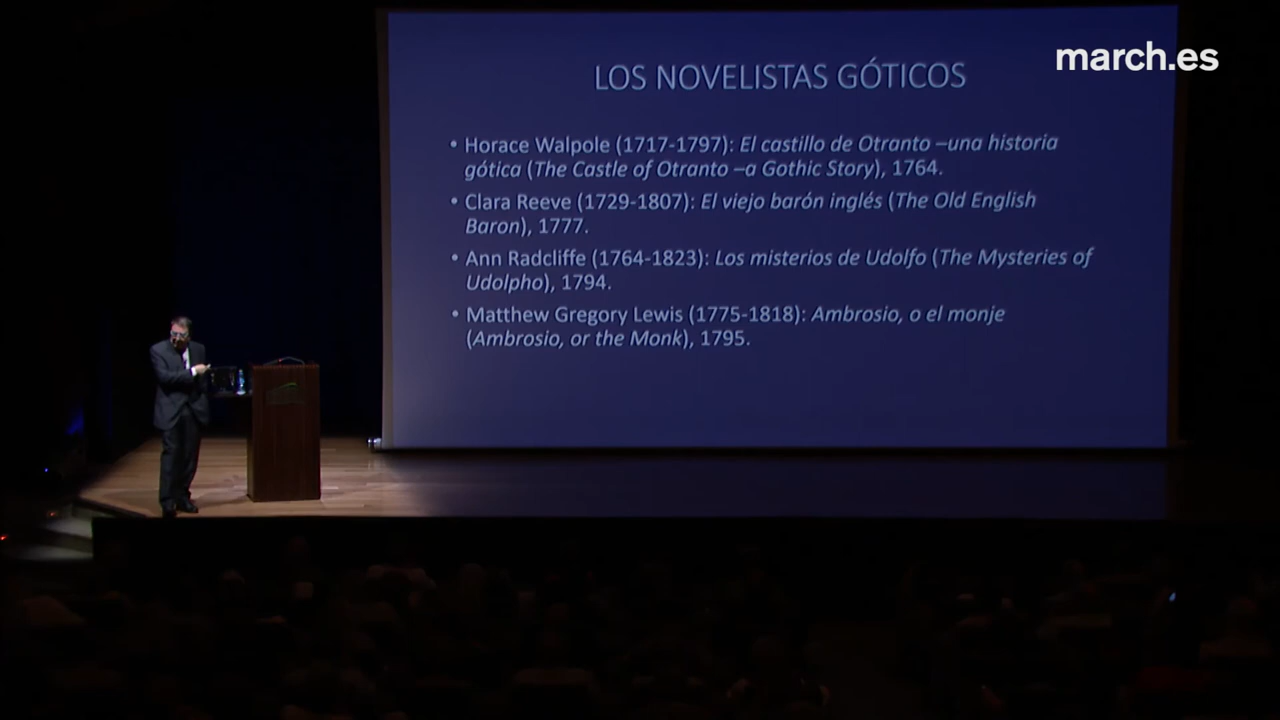 march.es
LOS NOVELISTAS GÓTICOS
• Horace Walpole (1717-1797): El castillo de Otranto –una historia
gótica (The Castle of Otranto –a Gothic Story), 1764.
• Clara Reeve (1729-1807): El viejo barón inglés (The Old English
Baron), 1777.
• Ann Radcliffe (1764-1823): Los misterios de Udolfo (The Mysteries of
Udolpho), 1794.
• Matthew Gregory Lewis (1775-1818): Ambrosio, o el monje
(Ambrosio, or the Monk), 1795.